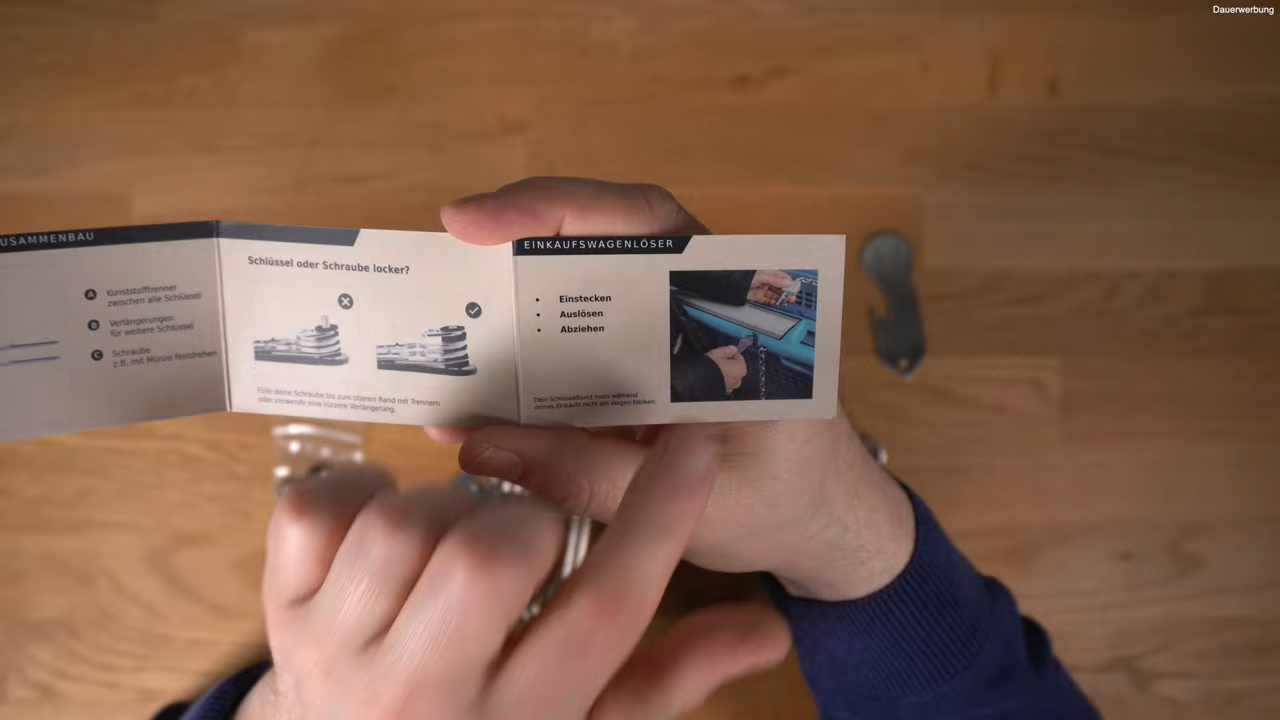 Dauerwerbung
USAMMENBAU
A Kunststofftrenner
zwischen alle Schlüssel
B Verlängerungen
für weitere Schlüssel
C Schraube
z.B. mit Münze festdrehen
Schlüssel oder Schraube locker?
Fülle deine Schraube bis zum oberen Rand mit Trennern
oder verwende eine kürzere Verlängerung.
EINKAUFSWAGENLÖSER
• Einstecken
• Auslösen
• Abziehen
Dein Schlüsselbund muss während
deines Einkaufs nicht am Wagen bleiben.